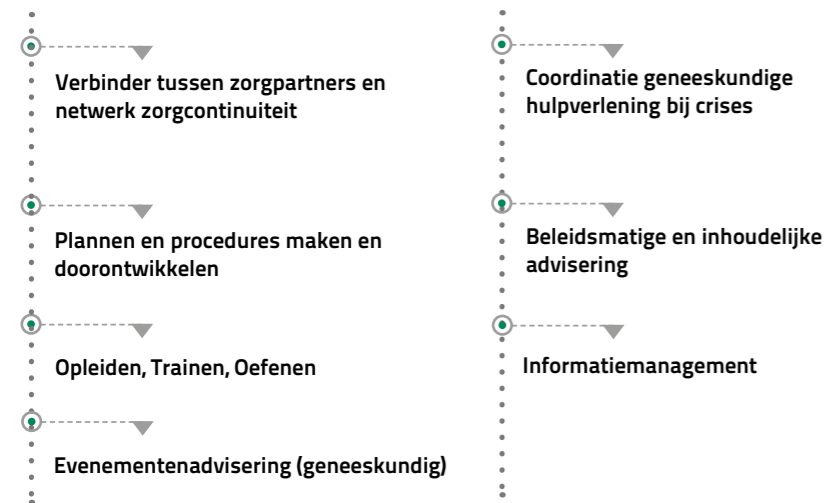 Verbinder tussen zorgpartners en
netwerk zorgcontinuiteit
Plannen en procedures maken en
doorontwikkelen
Opleiden, Trainen, Oefenen
Evenementenadvisering (geneeskundig)
Coordinatie geneeskundige
hulpverlening bij crises
Beleidsmatige en inhoudelijke
advisering
Informatiemanagement